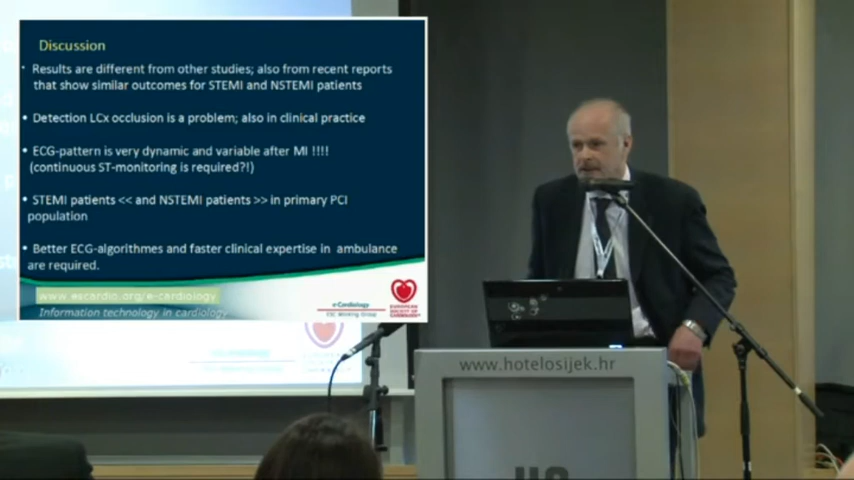 Discussion
• Results are different from other studies; also from recent reports
that show similar outcomes for STEMI and NSTEMI patients
• Detection LCx occlusion is a problem; also in clinical practice
• ECG-pattern is very dynamic and variable after MI !!!!
(continuous ST-monitoring is required?!)
• STEMI patients << and NSTEMI patients >> in primary PCI
population
• Better ECG-algorithmes and faster clinical expertise in ambulance
are required.
www.escardio.org/e-cardiology
Information technology in cardiology
e-Cardiology
ESC Working Group
EUROPEAN
SOCIETY OF
CARDIOLOGY
www.hotelosijek.hr